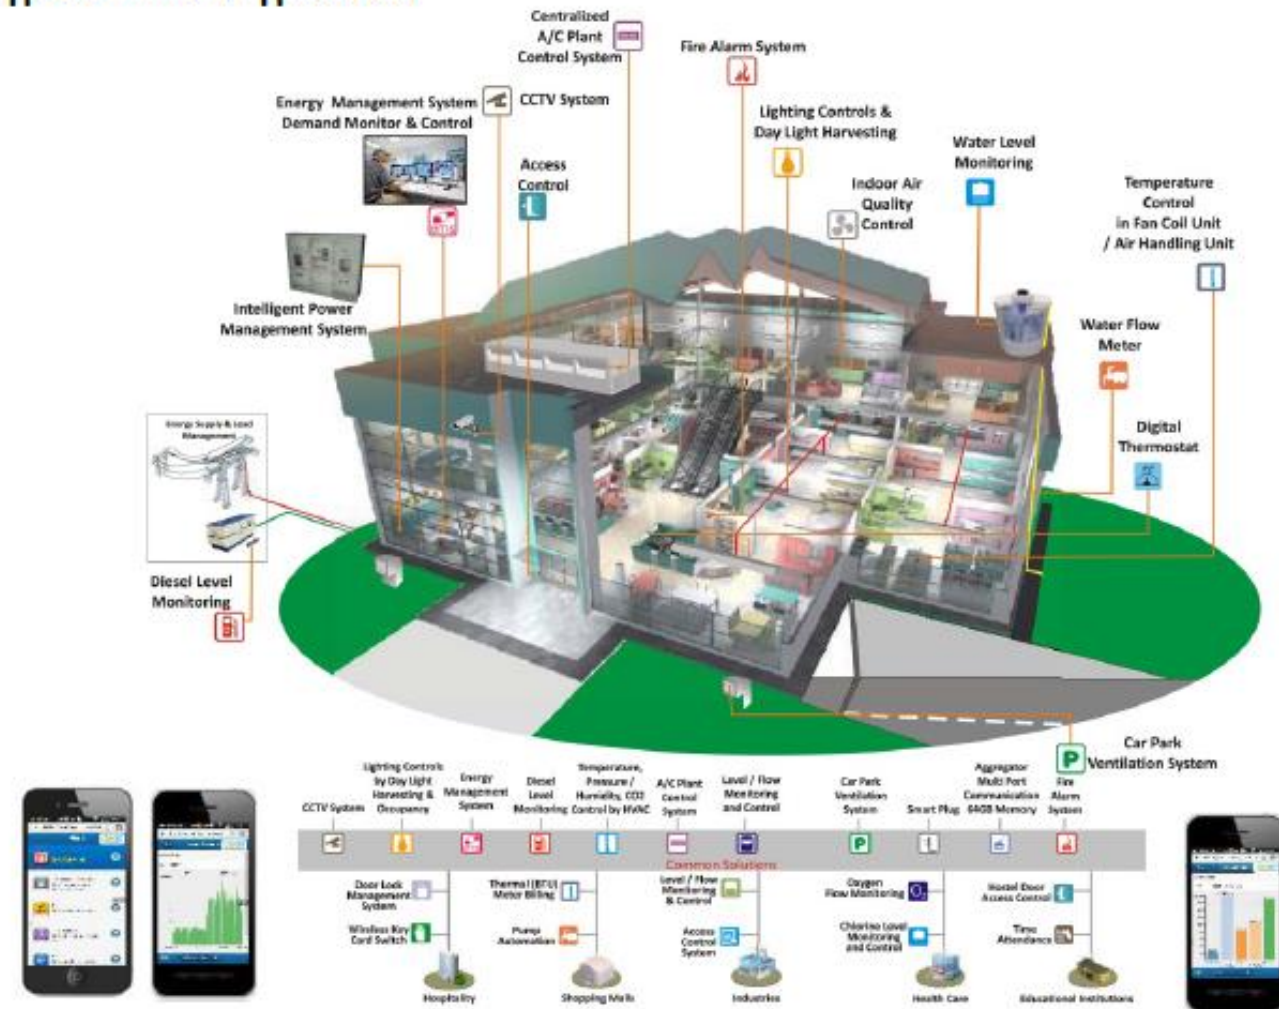 Centralized
A/C Plant
Control System
Fire Alarm System
Energy Management System
Demand Monitor & Control
CCTV System
Lighting Controls &
Day Light Harvesting
Water Level
Monitoring
Access
Control
Indoor Air
Quality
Control
Temperature
Control
in Fan Coil Unit
/ Air Handling Unit
Intelligent Power
Management System
Water Flow
Meter
Energy Supply & Load
Management
Digital
Thermostat
Diesel Level
Monitoring
P
Car Park
Ventilation System
CCTV System
Lighting Controls
by Day Light
Harvesting &
Occupancy
Energy
Management
System
Diesel
Level
Monitoring
Temperature,
Pressure /
Humidity, CO2
Control by HVAC
A/C Plant
Control
System
Level / Flow
Monitoring
and Control
Car Park
Ventilation
System
Smart Plug
Aggregator
Multi Port
Communication
64GB Memory
Fire
Alarm
System
P
Common Solutions
Door Lock
Management
System
Wireless Key
Card Switch
Hospitality
Thermal (BTU)
Meter Billing
Pump
Automation
Shopping Malls
Level / Flow
Monitoring
& Control
Access
Control
System
Industries
Oxygen
Flow Monitoring
O2
Chlorine Level
Monitoring
and Control
Health Care
Hostel Door
Access Control
Time
Attendance
Educational Institutions